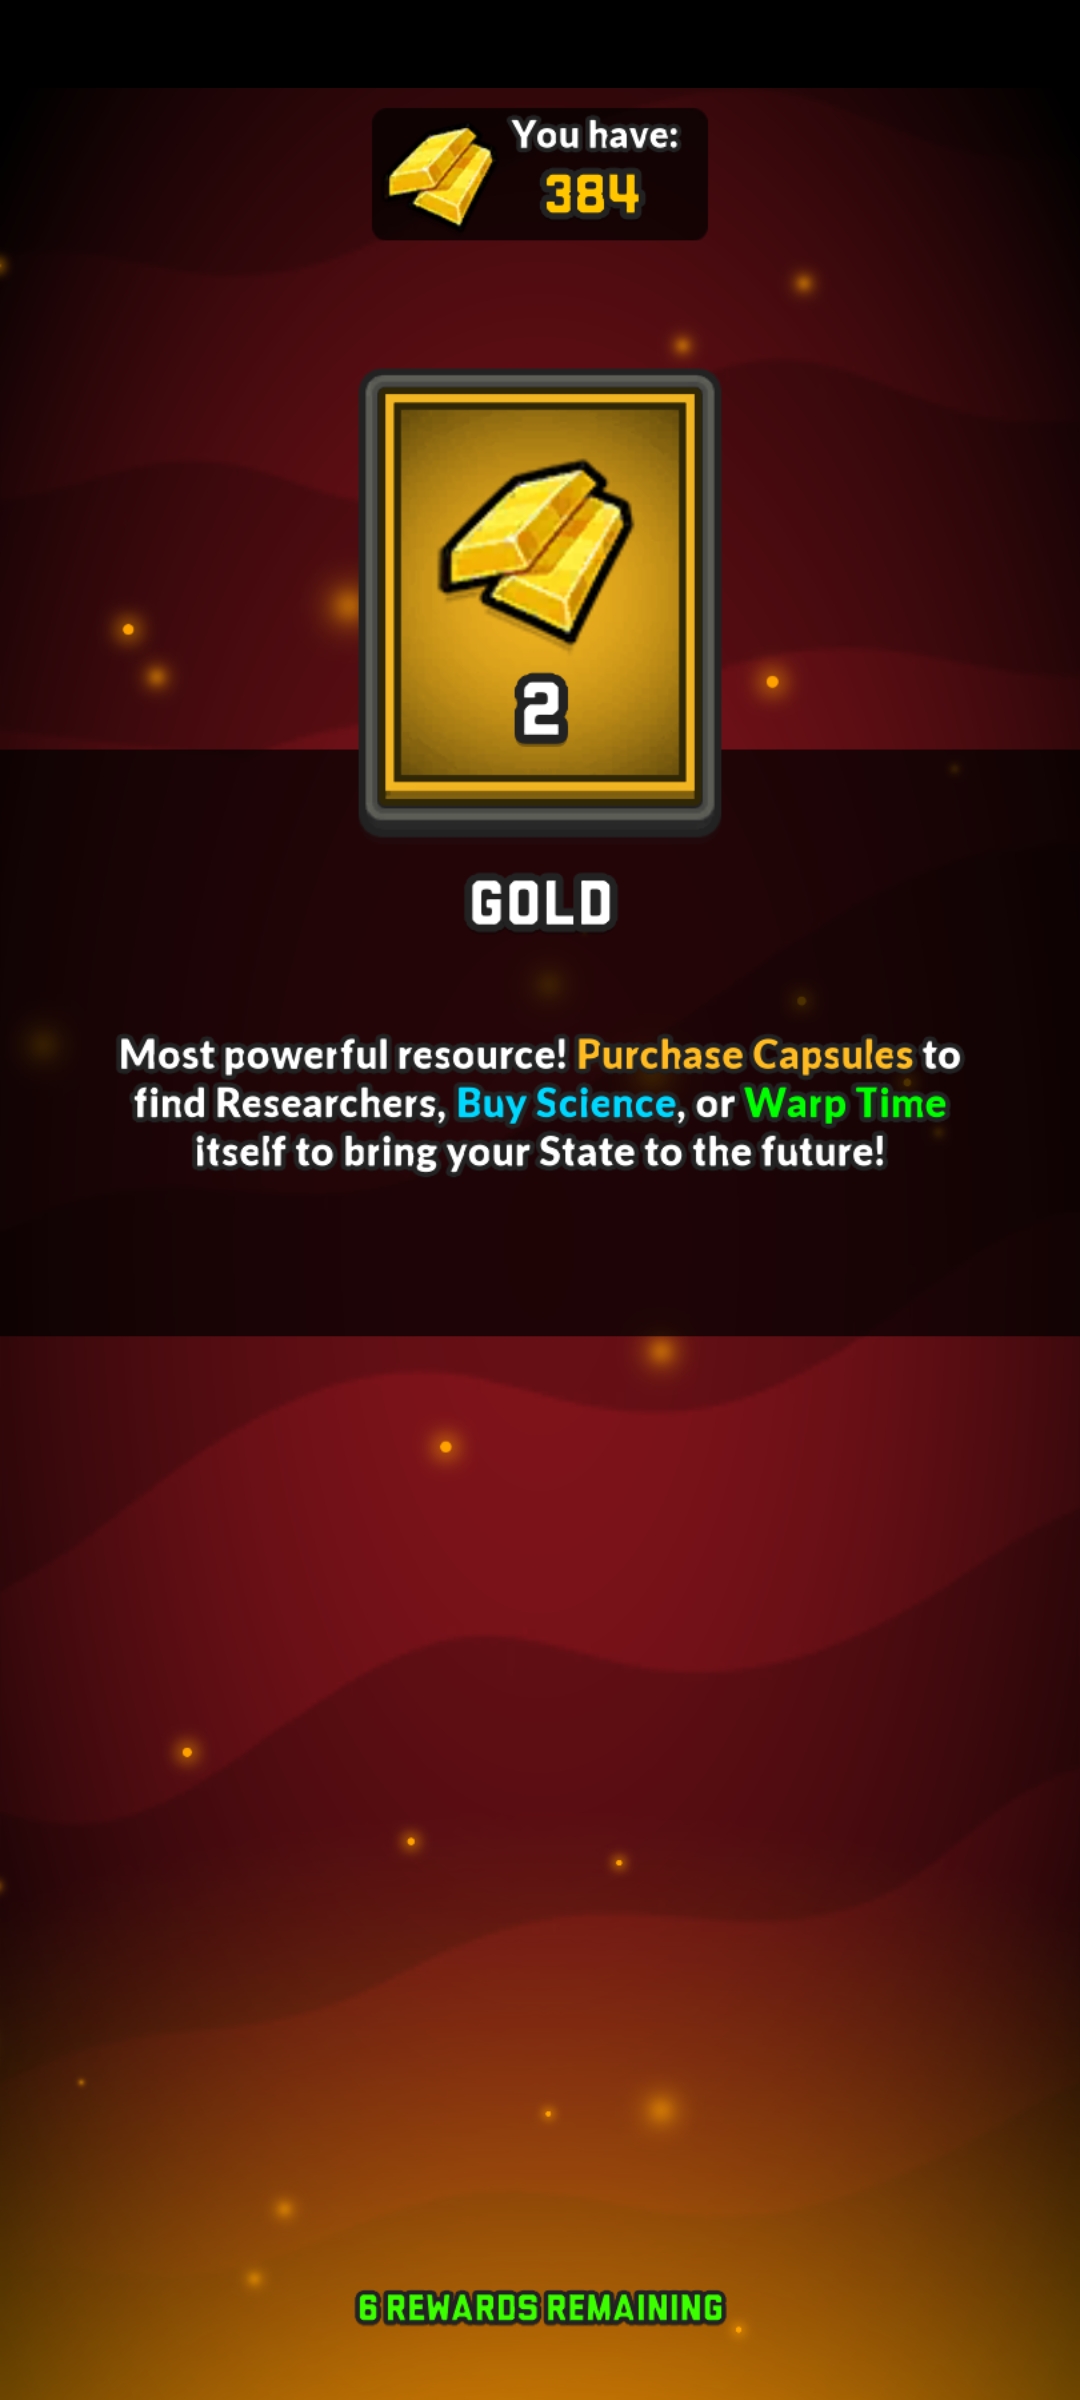 You have:
384
2
GOLD
Most powerful resource! Purchase Capsules to
find Researchers, Buy Science, or Warp Time
itself to bring your State to the future!
6 REWARDS REMAINING